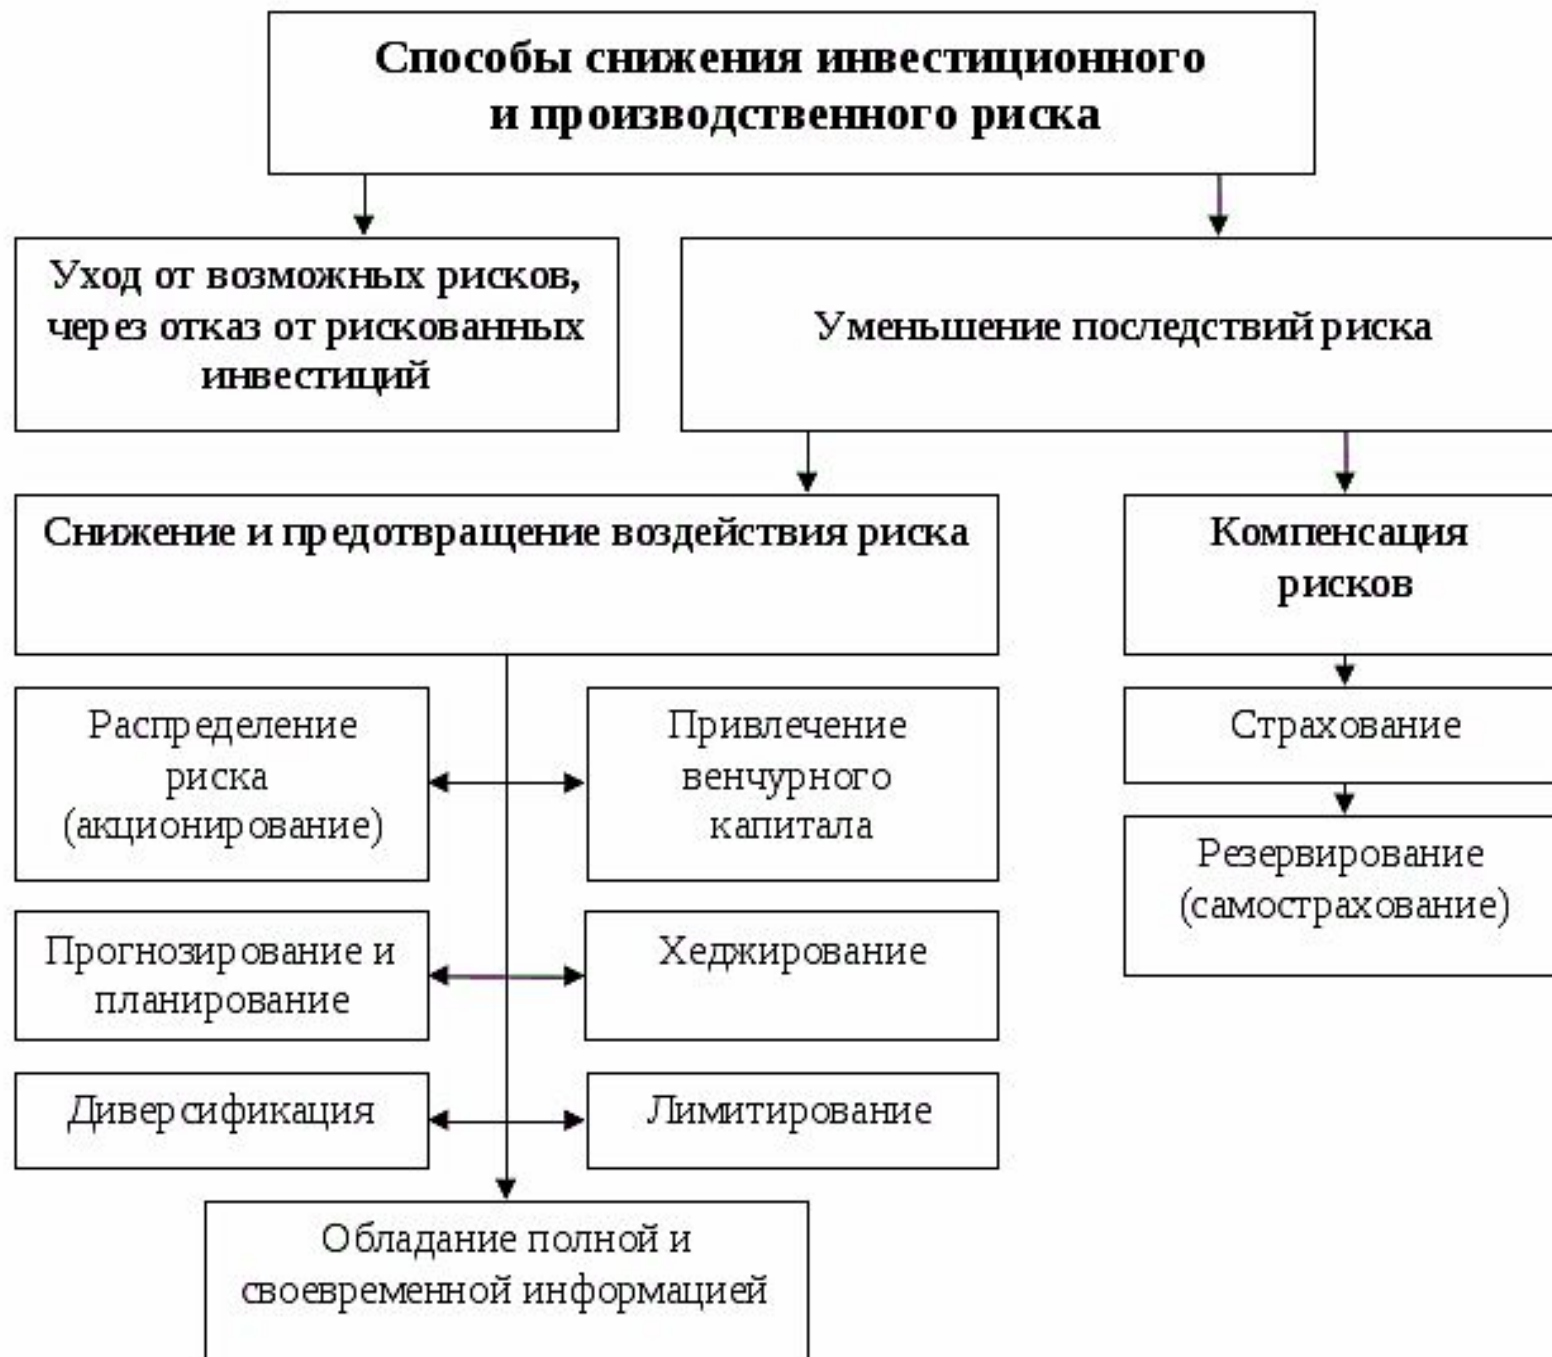 Способы снижения инвестиционного
и производственного риска
Уход от возможных рисков,
через отказ от рискованных
инвестиций
Уменьшение последствий риска
Снижение и предотвращение воздействия риска
Компенсация
рисков
Распределение
риска
(акционирование)
Привлечение
венчурного
капитала
Страхование
Резервирование
(самострахование)
Прогнозирование и
планирование
Хеджирование
Диверсификация
Лимитирование
Обладание полной и
своевременной информацией